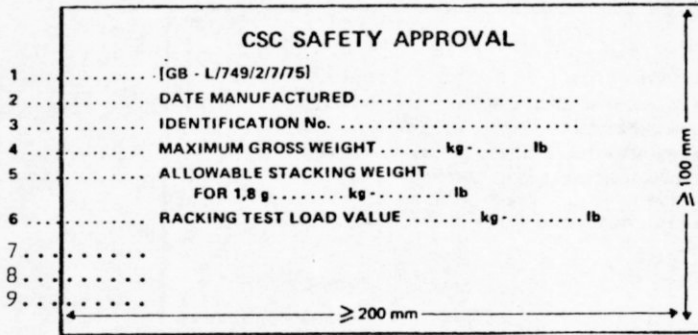 CSC SAFETY APPROVAL
1 .......... [GB - L/749/2/7/75]
2 .......... DATE MANUFACTURED ..............................
3 .......... IDENTIFICATION No. ..............................
4 .......... MAXIMUM GROSS WEIGHT ....... kg - ....... lb
5 .......... ALLOWABLE STACKING WEIGHT
FOR 1,8 g ......... kg - ......... lb
6 .......... RACKING TEST LOAD VALUE ......... kg - ......... lb
7 ..........
8 ..........
9 ..........
≥ 100 mm
≥ 200 mm